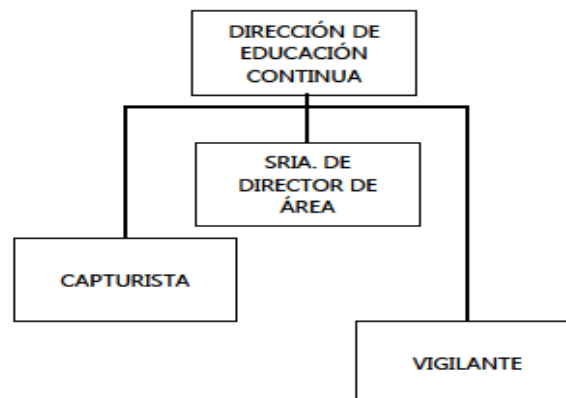 DIRECCIÓN DE
EDUCACIÓN
CONTINUA
SRIA. DE
DIRECTOR DE
ÁREA
CAPTURISTA
VIGILANTE